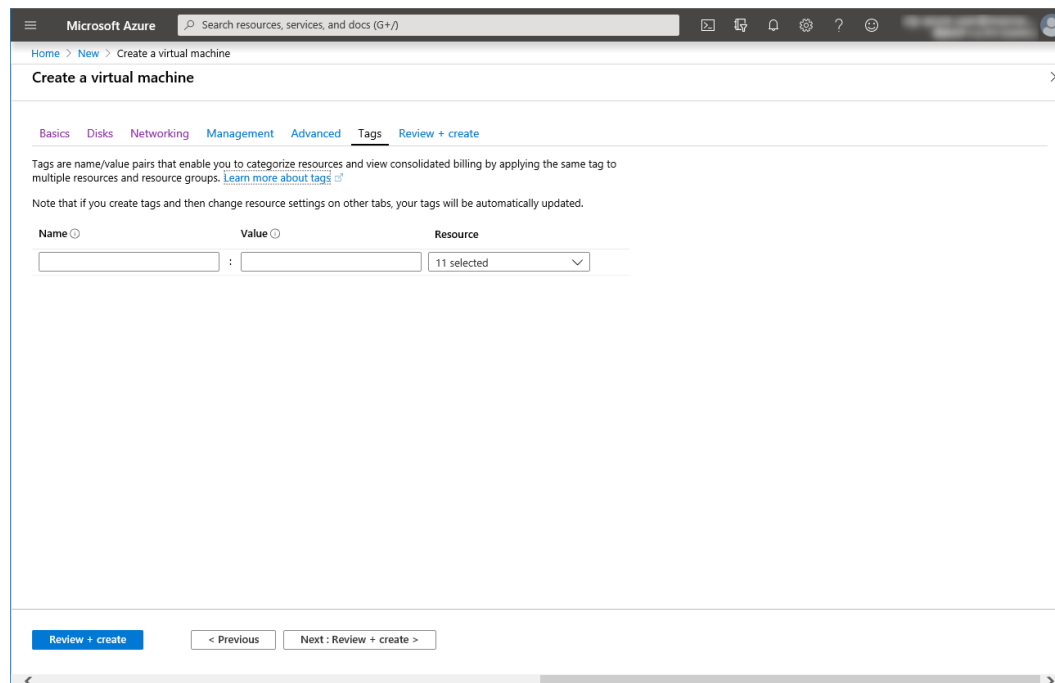 Microsoft Azure
Search resources, services, and docs (G+/)
Home > New > Create a virtual machine
Create a virtual machine
Basics Disks Networking Management Advanced Tags Review + create
Tags are name/value pairs that enable you to categorize resources and view consolidated billing by applying the same tag to
multiple resources and resource groups. Learn more about tags
Note that if you create tags and then change resource settings on other tabs, your tags will be automatically updated.
Name Value Resource
: 11 selected
Review + create < Previous Next : Review + create >